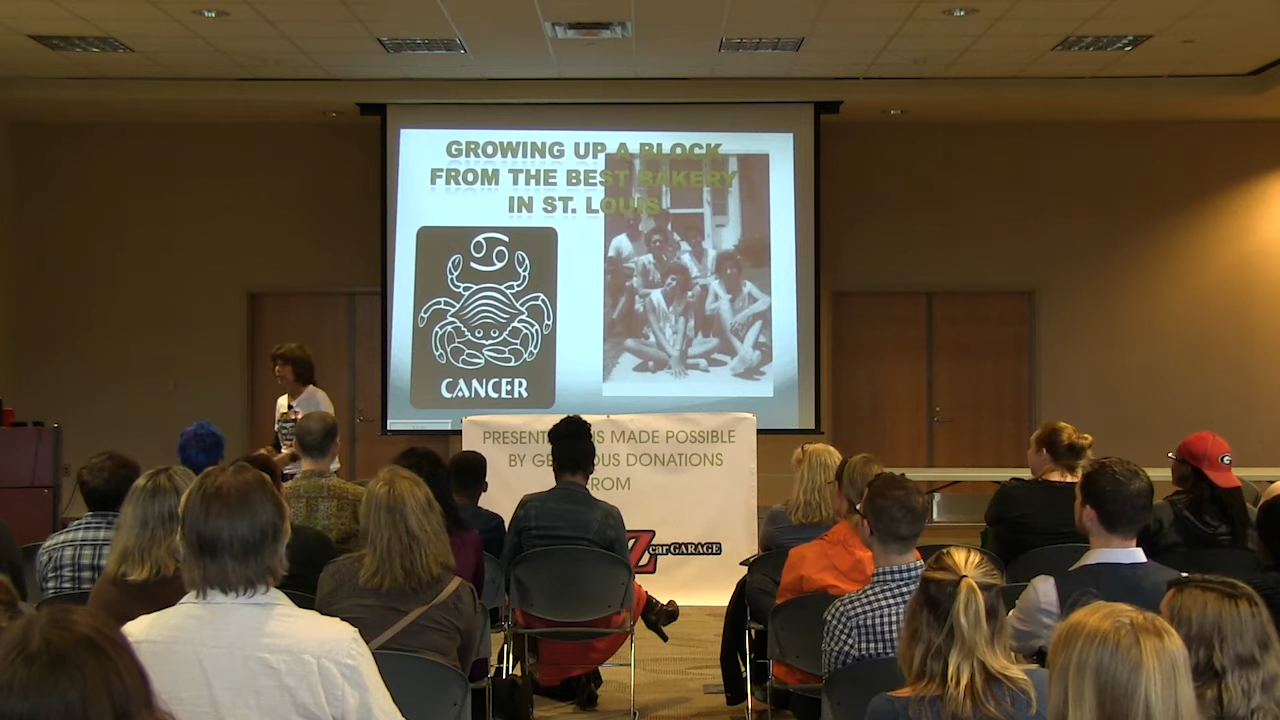 GROWING UP A BLOCK
FROM THE BEST BAKERY
IN ST. LOUIS
CANCER
PRESENT IS MADE POSSIBLE
BY GE OUS DONATIONS
FROM
Z car GARAGE
G